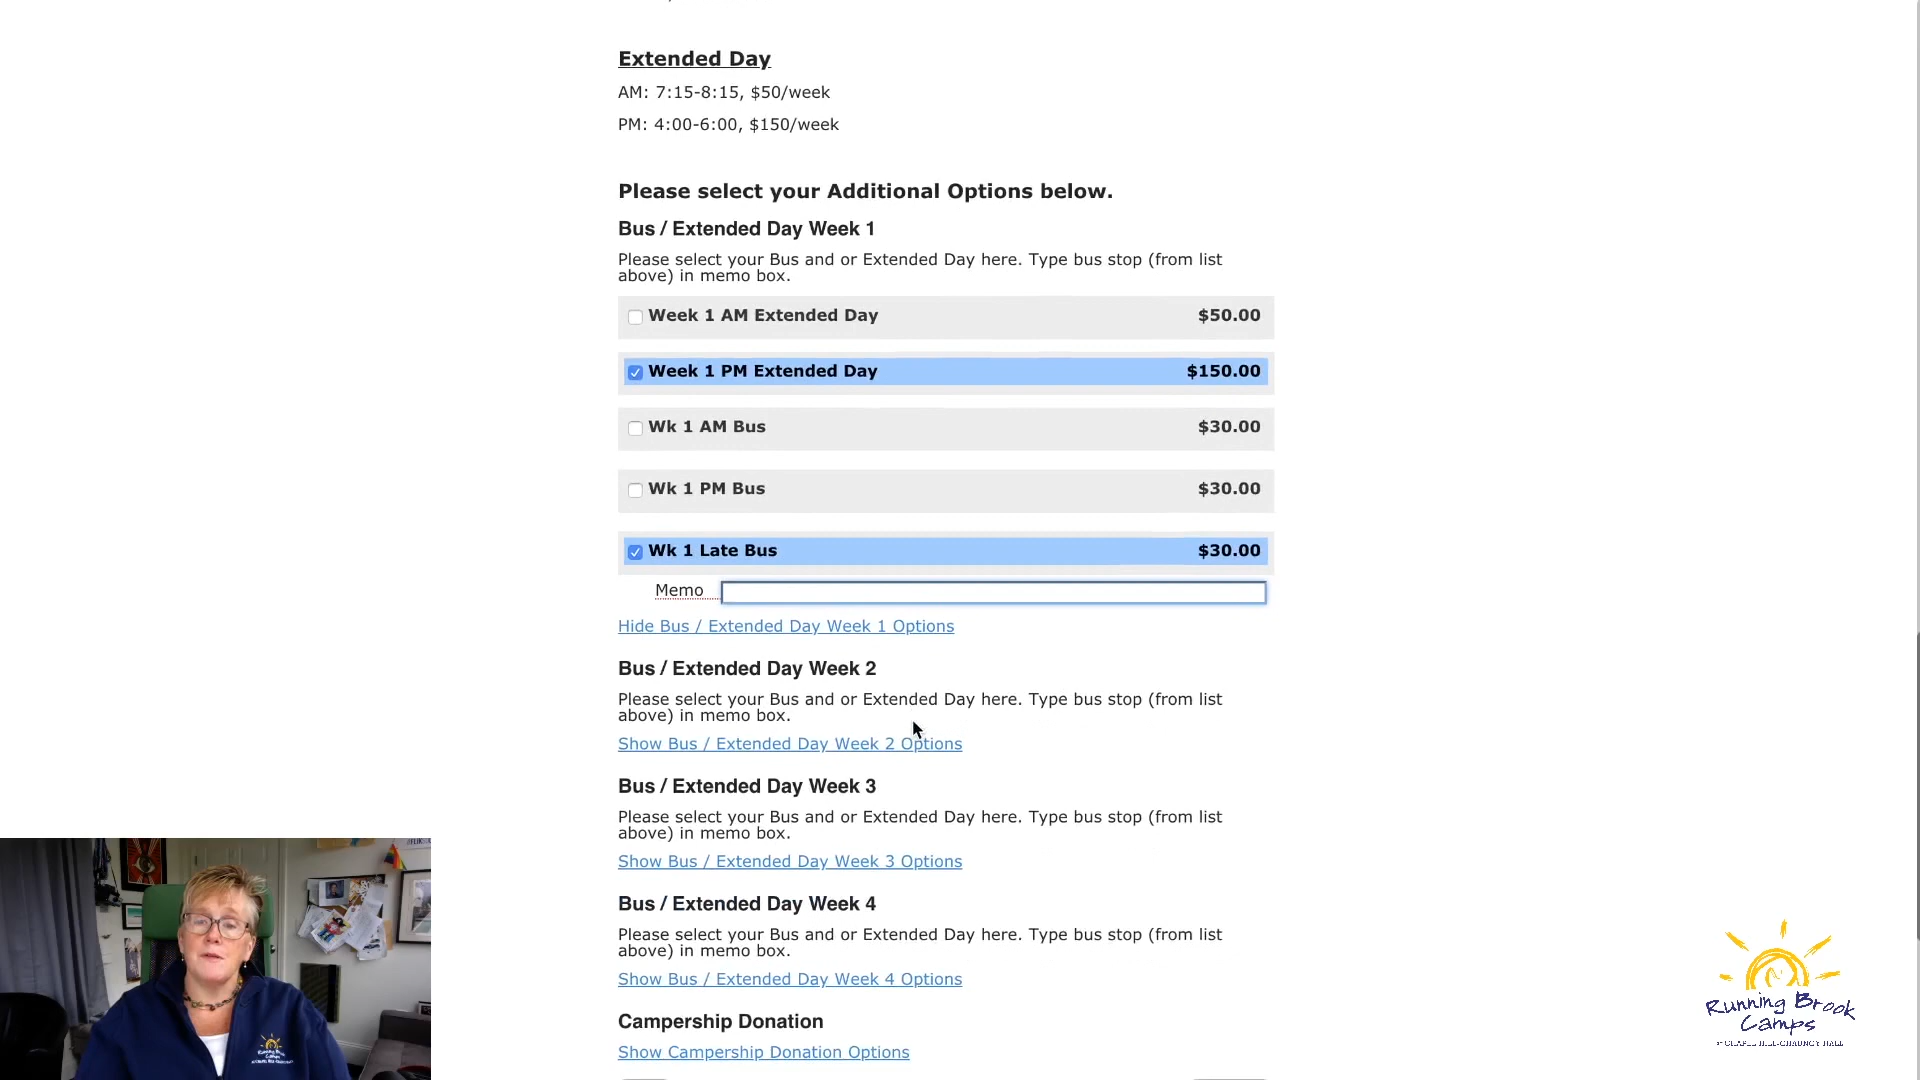 Extended Day
AM: 7:15-8:15, $50/week
PM: 4:00-6:00, $150/week
Please select your Additional Options below.
Bus / Extended Day Week 1
Please select your Bus and or Extended Day here. Type bus stop (from list
above) in memo box.
Week 1 AM Extended Day $50.00
Week 1 PM Extended Day $150.00
Wk 1 AM Bus $30.00
Wk 1 PM Bus $30.00
Wk 1 Late Bus $30.00
Memo
Hide Bus / Extended Day Week 1 Options
Bus / Extended Day Week 2
Please select your Bus and or Extended Day here. Type bus stop (from list
above) in memo box.
Show Bus / Extended Day Week 2 Options
Bus / Extended Day Week 3
Please select your Bus and or Extended Day here. Type bus stop (from list
above) in memo box.
Show Bus / Extended Day Week 3 Options
Bus / Extended Day Week 4
Please select your Bus and or Extended Day here. Type bus stop (from list
above) in memo box.
Show Bus / Extended Day Week 4 Options
Campership Donation
Show Campership Donation Options
Running Brook
Camps
CHAPEL HILL-CHAUNCY HALL
Running Brook
Camps